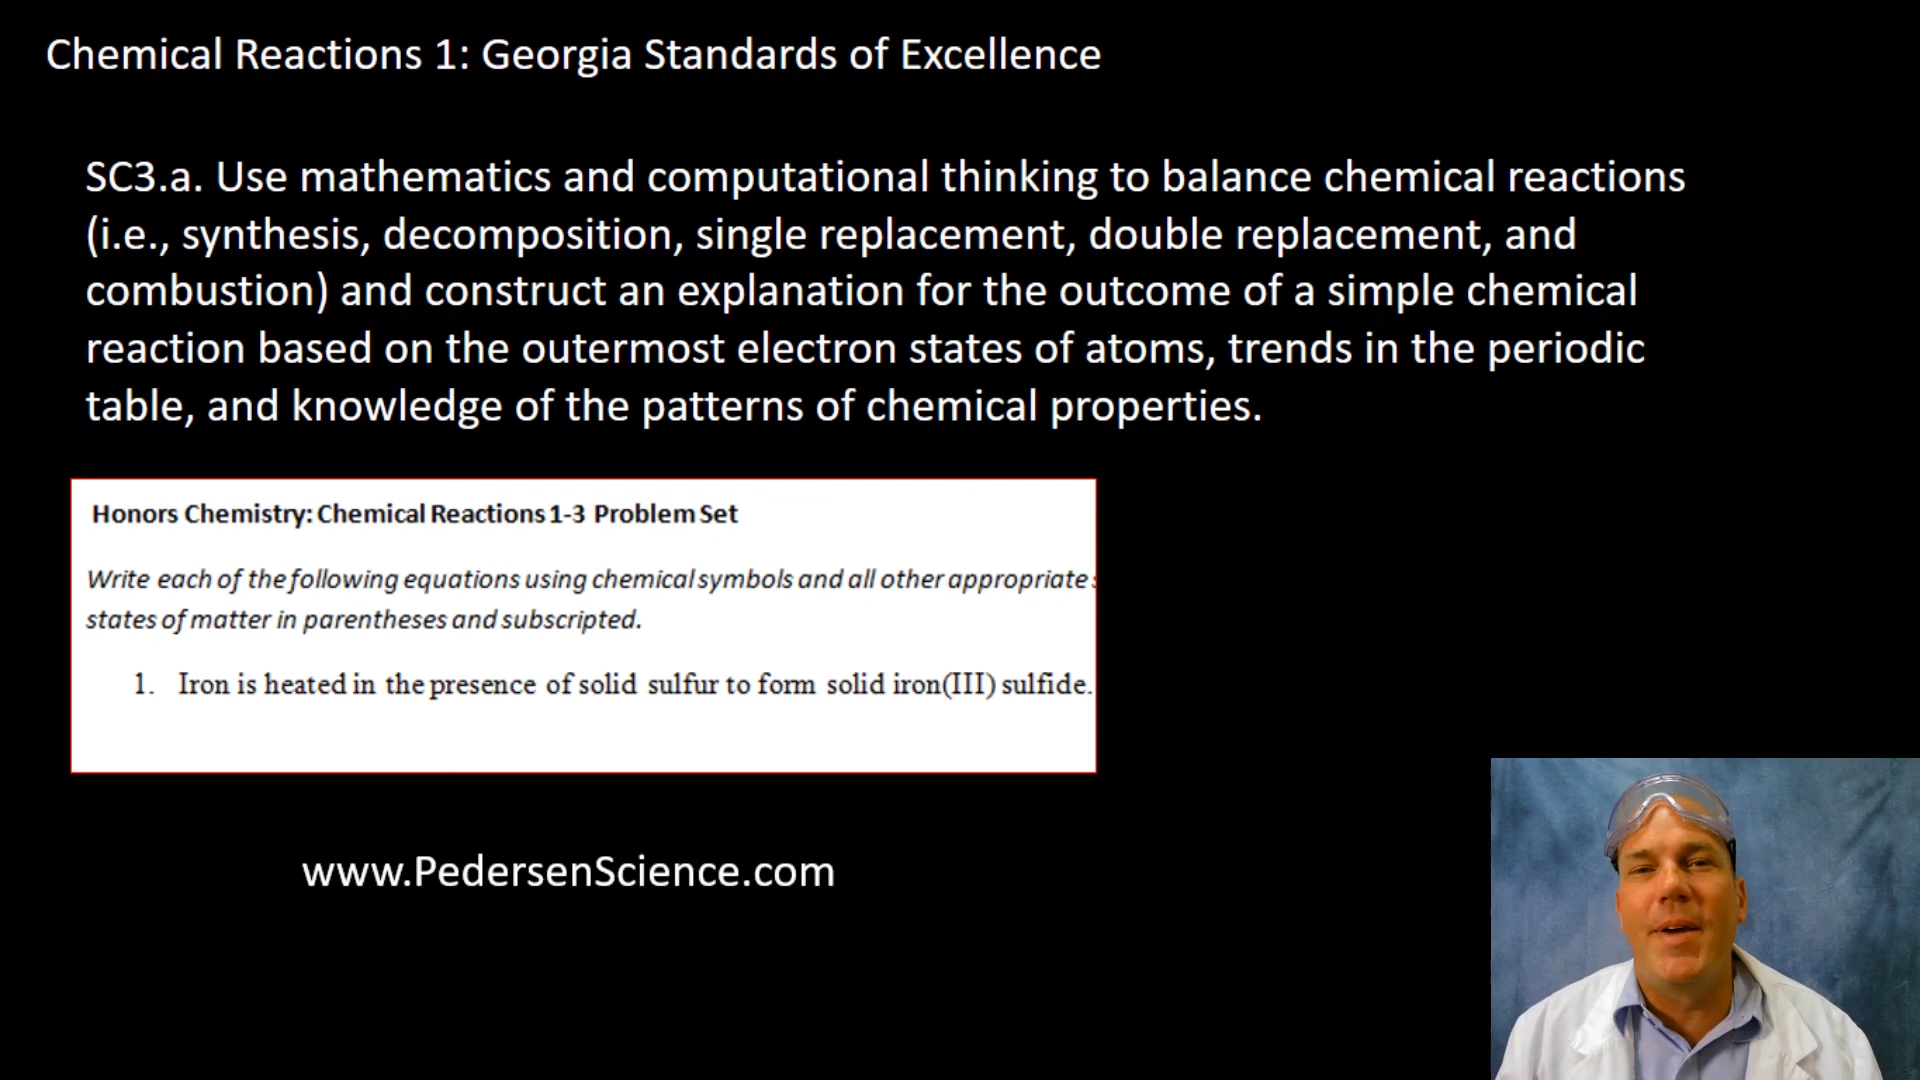 Chemical Reactions 1: Georgia Standards of Excellence
SC3.a. Use mathematics and computational thinking to balance chemical reactions
(i.e., synthesis, decomposition, single replacement, double replacement, and
combustion) and construct an explanation for the outcome of a simple chemical
reaction based on the outermost electron states of atoms, trends in the periodic
table, and knowledge of the patterns of chemical properties.
Honors Chemistry: Chemical Reactions 1-3 Problem Set
Write each of the following equations using chemical symbols and all other appropriate
states of matter in parentheses and subscripted.
1. Iron is heated in the presence of solid sulfur to form solid iron(III) sulfide.
www.PedersenScience.com